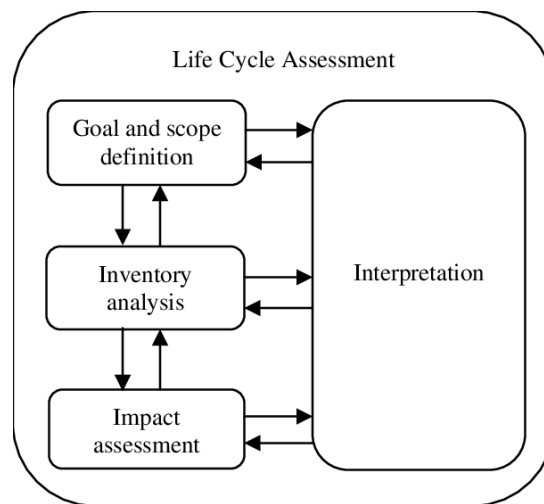 Life Cycle Assessment
Goal and scope
definition
Inventory
analysis
Interpretation
Impact
assessment